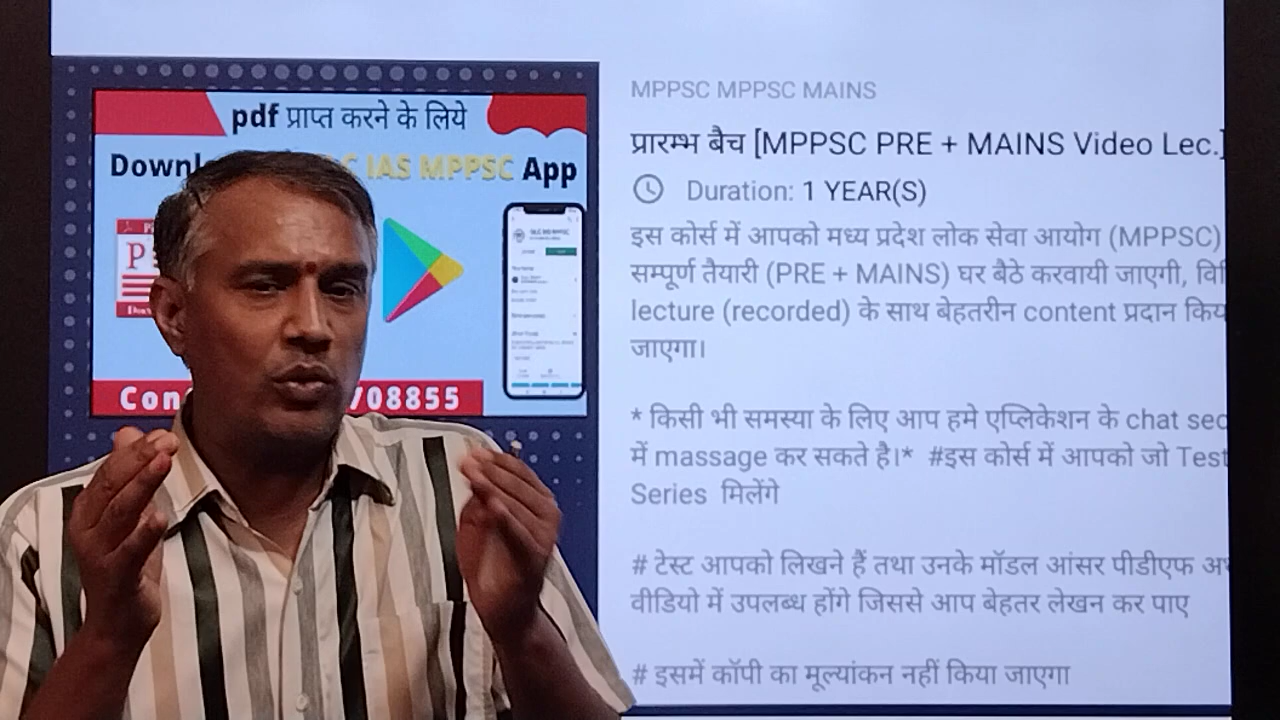 pdf प्राप्त करने के लिये
IAS MPPSC App
708855
MPPSC MPPSC MAINS
प्रारम्भ बैच [MPPSC PRE + MAINS Video Lec.]
Duration: 1 YEAR(S)
इस कोर्स में आपको मध्य प्रदेश लोक सेवा आयोग (MPPSC)
सम्पूर्ण तैयारी (PRE + MAINS) घर बैठे करवायी जाएगी,
lecture (recorded) के साथ बेहतरीन content प्रदान
जाएगा।
* किसी भी समस्या के लिए आप हमे एप्लिकेशन के chat
में massage कर सकते है।* #इस कोर्स में आपको जो Test
Series मिलेंगे
# टेस्ट आपको लिखने हैं तथा उनके मॉडल आंसर पीडीएफ
वीडियो में उपलब्ध होंगे जिससे आप बेहतर लेखन कर पाए
# इसमें कॉपी का मूल्यांकन नहीं किया जाएगा